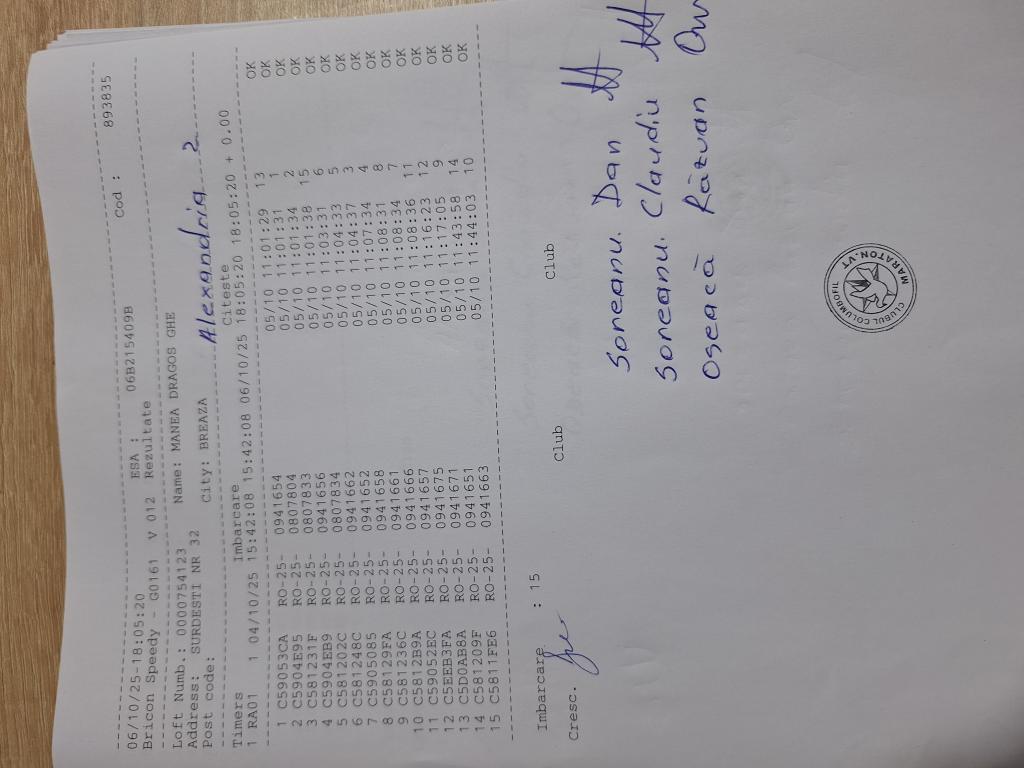 06/10/25-18:05:20 ESA : 06B215409B Cod : 893835
Bricon Speedy - G0161 V 012 Rezultate
Loft Numb.: 0000754123 Name: MANEA DRAGOS GHE
Address: SURDESTI NR 32
Post code: City: BREAZA Alexandria 2
Timers Imbarcare Citeste
1 RA01 1 04/10/25 15:42:08 15:42:08 06/10/25 18:05:20 18:05:20 + 0.00
1 C59053CA RO-25- 0941654 05/10 11:01:29 13 OK
2 C5904E95 RO-25- 0807804 05/10 11:01:31 1 OK
3 C581231F RO-25- 0807833 05/10 11:01:34 2 OK
4 C5904EB9 RO-25- 0941656 05/10 11:01:38 15 OK
5 C581202C RO-25- 0807834 05/10 11:03:31 6 OK
6 C581248C RO-25- 0941662 05/10 11:04:33 5 OK
7 C5905085 RO-25- 0941652 05/10 11:04:37 3 OK
8 C58129FA RO-25- 0941658 05/10 11:07:34 4 OK
9 C581236C RO-25- 0941661 05/10 11:08:31 8 OK
10 C5812B9A RO-25- 0941666 05/10 11:08:34 7 OK
11 C59052EC RO-25- 0941657 05/10 11:08:36 11 OK
12 C5EEB3FA RO-25- 0941675 05/10 11:16:23 12 OK
13 C5D0AB8A RO-25- 0941671 05/10 11:17:05 9 OK
14 C581209F RO-25- 0941651 05/10 11:43:58 14 OK
15 C5811FE6 RO-25- 0941663 05/10 11:44:03 10 OK
Imbarcare : 15
Cresc. Club Club
Soneanu Dan
Soneanu Claudiu
Oseacă Răzvan
CLUBUL COLUMBOFIL
MARATON.VT